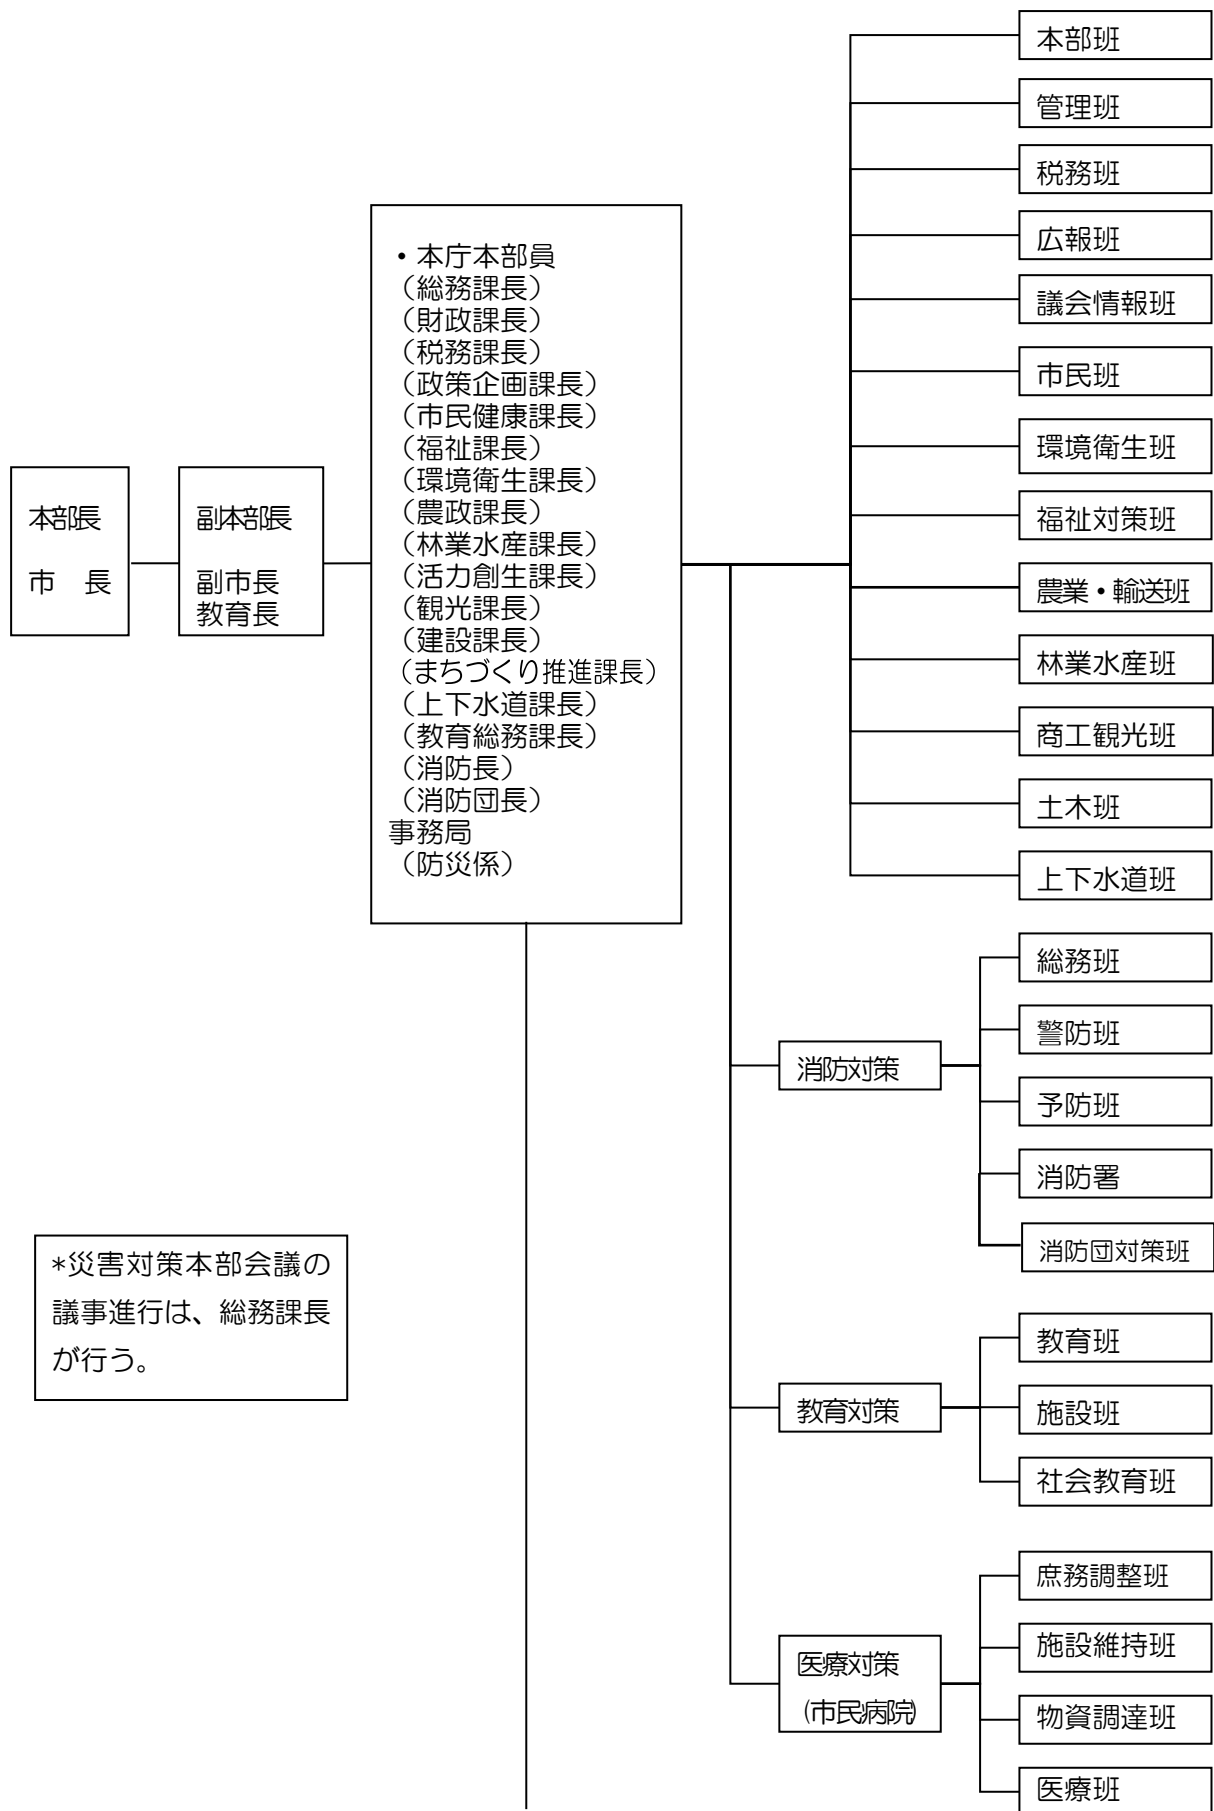 本部長
市　長
副本部長
副市長
教育長
・本庁本部員
（総務課長）
（財政課長）
（税務課長）
（政策企画課長）
（市民健康課長）
（福祉課長）
（環境衛生課長）
（農政課長）
（林業水産課長）
（活力創生課長）
（観光課長）
（建設課長）
（まちづくり推進課長）
（上下水道課長）
（教育総務課長）
（消防長）
（消防団長）
事務局
（防災係）
本部班
管理班
税務班
広報班
議会情報班
市民班
環境衛生班
福祉対策班
農業・輸送班
林業水産班
商工観光班
土木班
上下水道班
消防対策
総務班
警防班
予防班
消防署
消防団対策班
教育対策
教育班
施設班
社会教育班
医療対策
（市民病院）
庶務調整班
施設維持班
物資調達班
医療班
*災害対策本部会議の
議事進行は、総務課長
が行う。